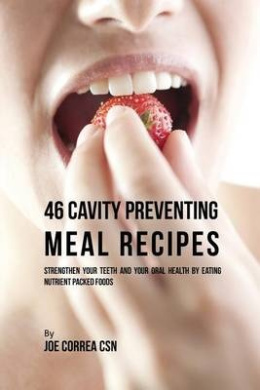 46 CAVITY PREVENTING
MEAL RECIPES
STRENGTHEN YOUR TEETH AND YOUR ORAL HEALTH BY EATING
NUTRIENT PACKED FOODS
By
JOE CORREA CSN